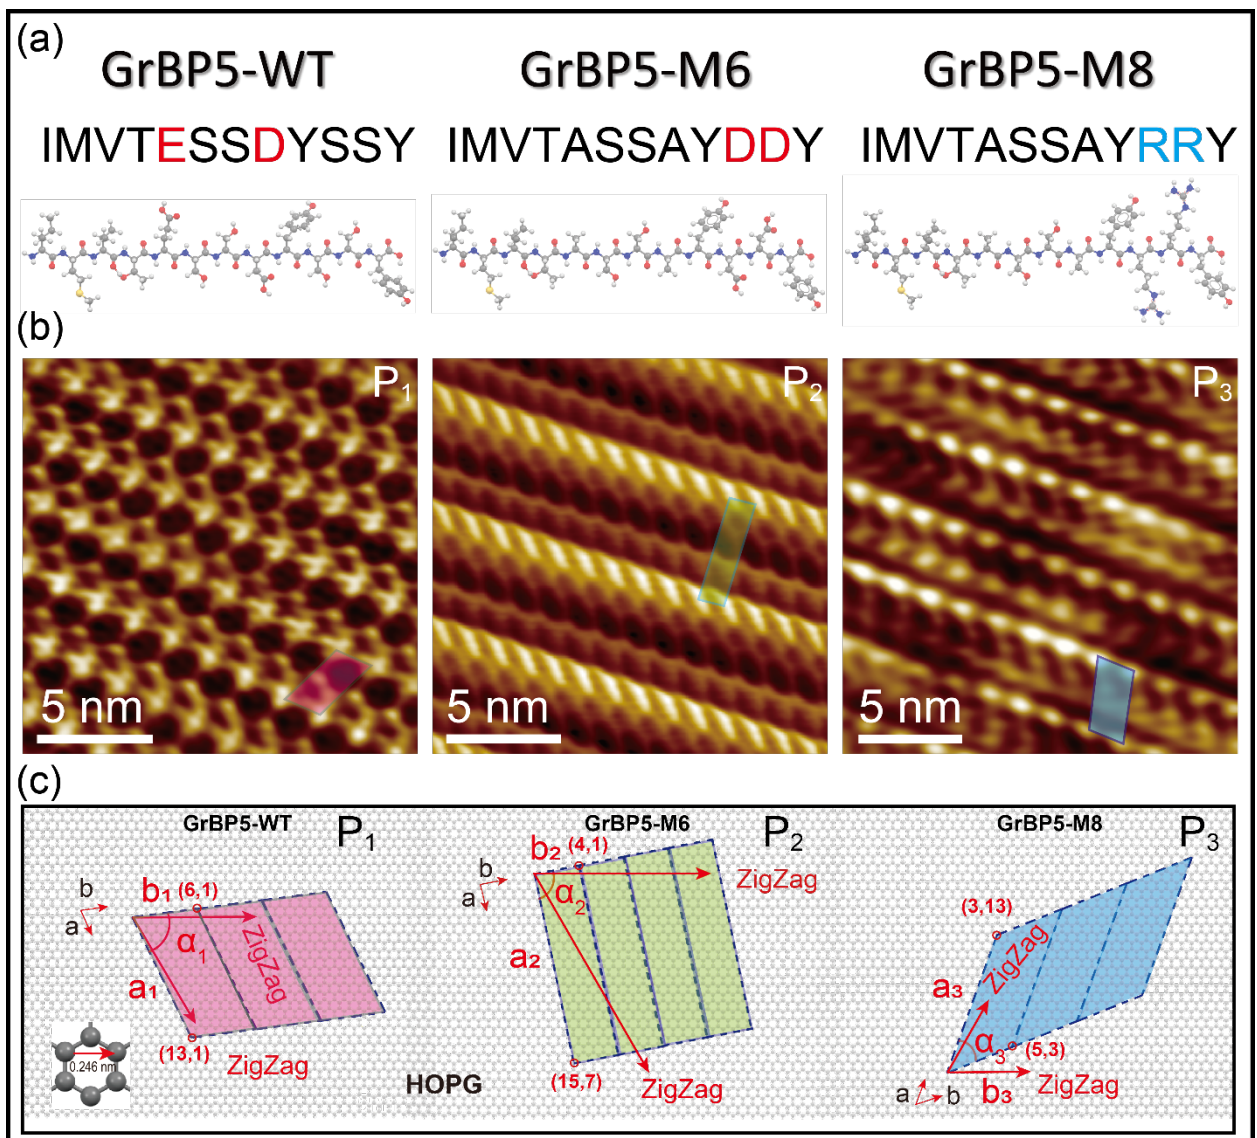 (a)
GrBP5-WT
GrBP5-M6
GrBP5-M8
IMVTESSDYSSY
IMVTASSAYDDY
IMVTASSAYRRY
(b)
P₁
P₂
P₃
5 nm
5 nm
5 nm
(c)
GrBP5-WT
P₁
GrBP5-M6
P₂
GrBP5-M8
P₃
b
a
b₁
(6,1)
α₁
ZigZag
a₁
(13,1)
ZigZag
0.246 nm
b
a
b₂
(4,1)
ZigZag
α₂
a₂
(15,7)
ZigZag
HOPG
(3,13)
ZigZag
a₃
α₃
(5,3)
a
b
b₃
ZigZag